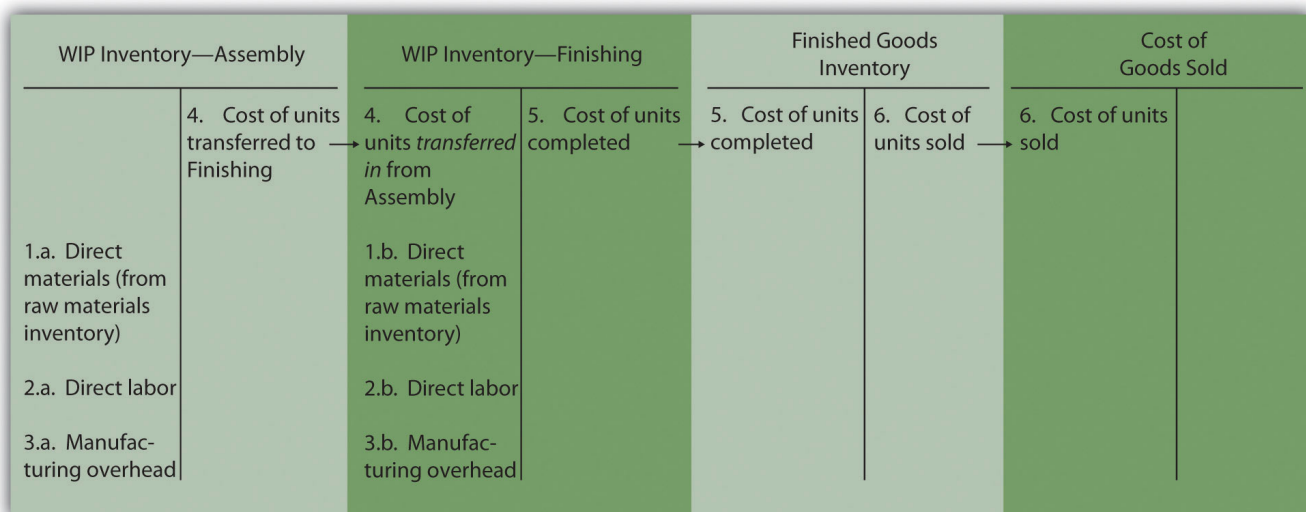 WIP Inventory—Assembly
4. Cost of units
transferred to
Finishing
1.a. Direct
materials (from
raw materials
inventory)
2.a. Direct labor
3.a. Manufac-
turing overhead
WIP Inventory—Finishing
4. Cost of
units transferred
in from
Assembly
1.b. Direct
materials (from
raw materials
inventory)
2.b. Direct labor
3.b. Manufac-
turing overhead
5. Cost of units
completed
Finished Goods
Inventory
5. Cost of units
completed
6. Cost of
units sold
Cost of
Goods Sold
6. Cost of units
sold